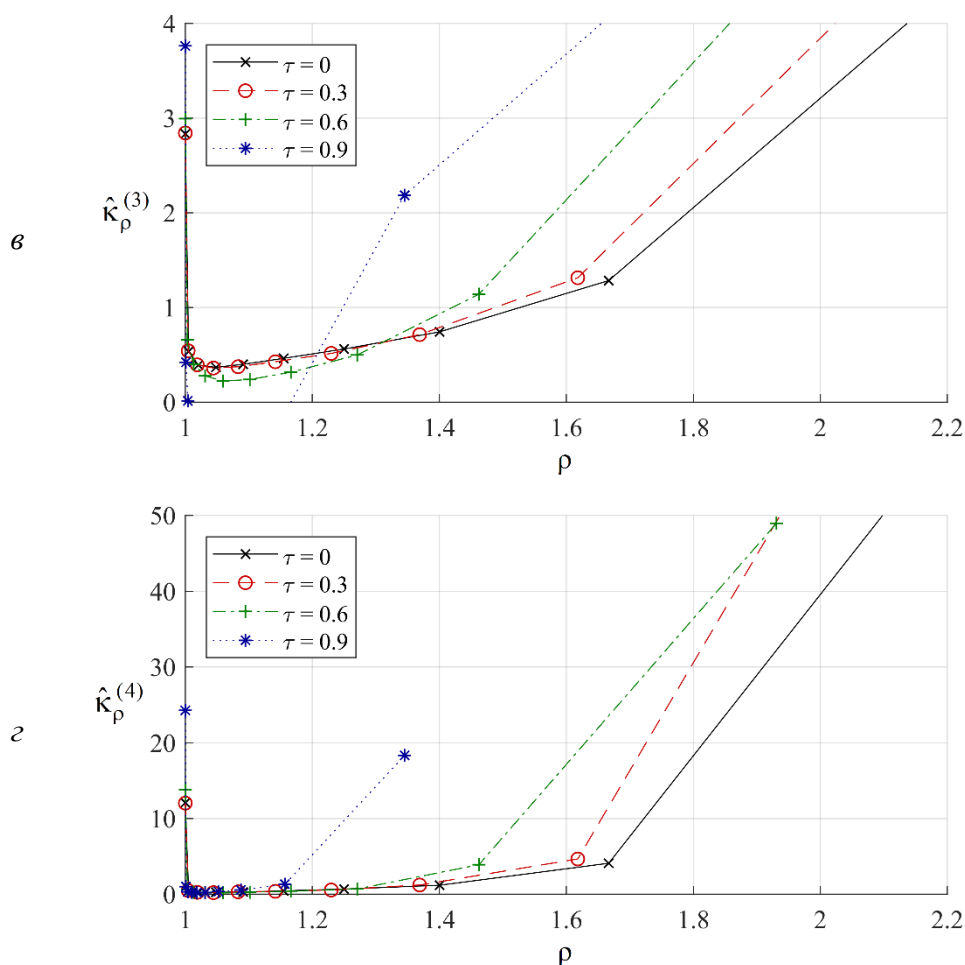 в
4
3
2
1
0
κ̂ρ(3)
τ = 0
τ = 0.3
τ = 0.6
τ = 0.9
1 1.2 1.4 1.6 1.8 2 2.2
ρ
г
50
40
30
20
10
0
κ̂ρ(4)
τ = 0
τ = 0.3
τ = 0.6
τ = 0.9
1 1.2 1.4 1.6 1.8 2 2.2
ρ